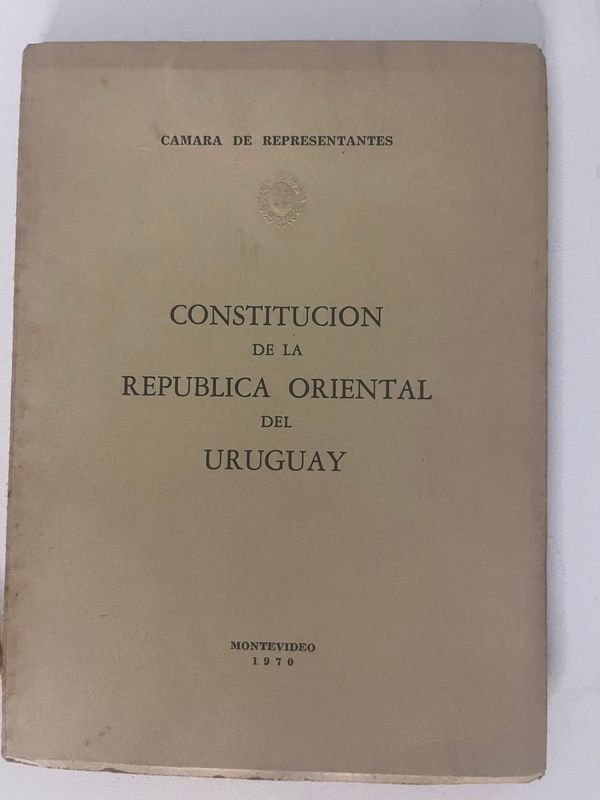 CAMARA DE REPRESENTANTES
CONSTITUCION
DE LA
REPUBLICA ORIENTAL
DEL
URUGUAY
MONTEVIDEO
1970